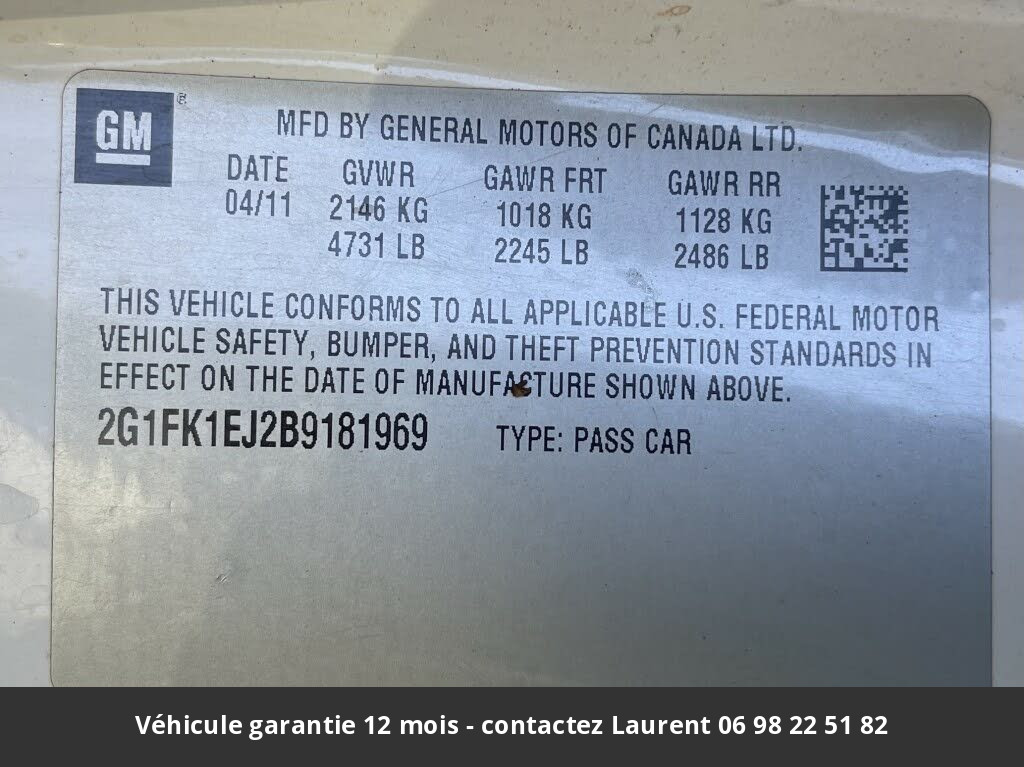 GM
MFD BY GENERAL MOTORS OF CANADA LTD.
DATE GVWR GAWR FRT GAWR RR
04/11 2146 KG 1018 KG 1128 KG
4731 LB 2245 LB 2486 LB
THIS VEHICLE CONFORMS TO ALL APPLICABLE U.S. FEDERAL MOTOR
VEHICLE SAFETY, BUMPER, AND THEFT PREVENTION STANDARDS IN
EFFECT ON THE DATE OF MANUFACTURE SHOWN ABOVE.
2G1FK1EJ2B9181969 TYPE: PASS CAR
Véhicule garantie 12 mois - contactez Laurent 06 98 22 51 82